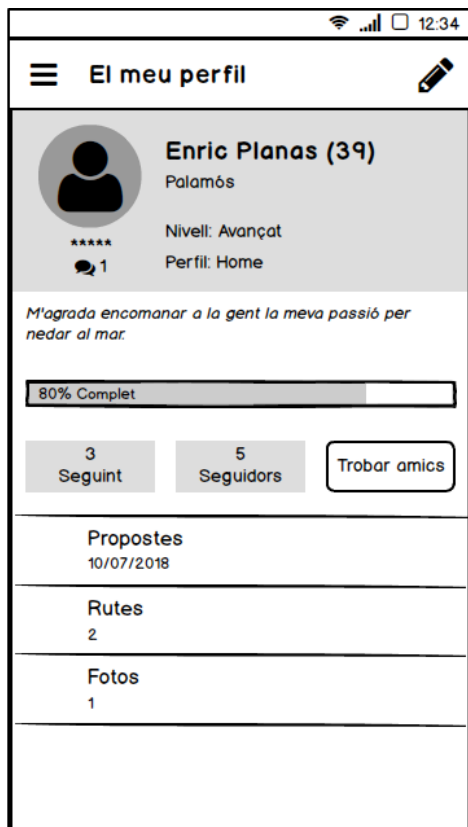 12:34
El meu perfil
Enric Planas (39)
Palamós
Nivell: Avançat
*****
1
Perfil: Home
M'agrada encomanar a la gent la meva passió per
nedar al mar.
80% Complet
3
Seguint
5
Seguidors
Trobar amics
Propostes
10/07/2018
Rutes
2
Fotos
1